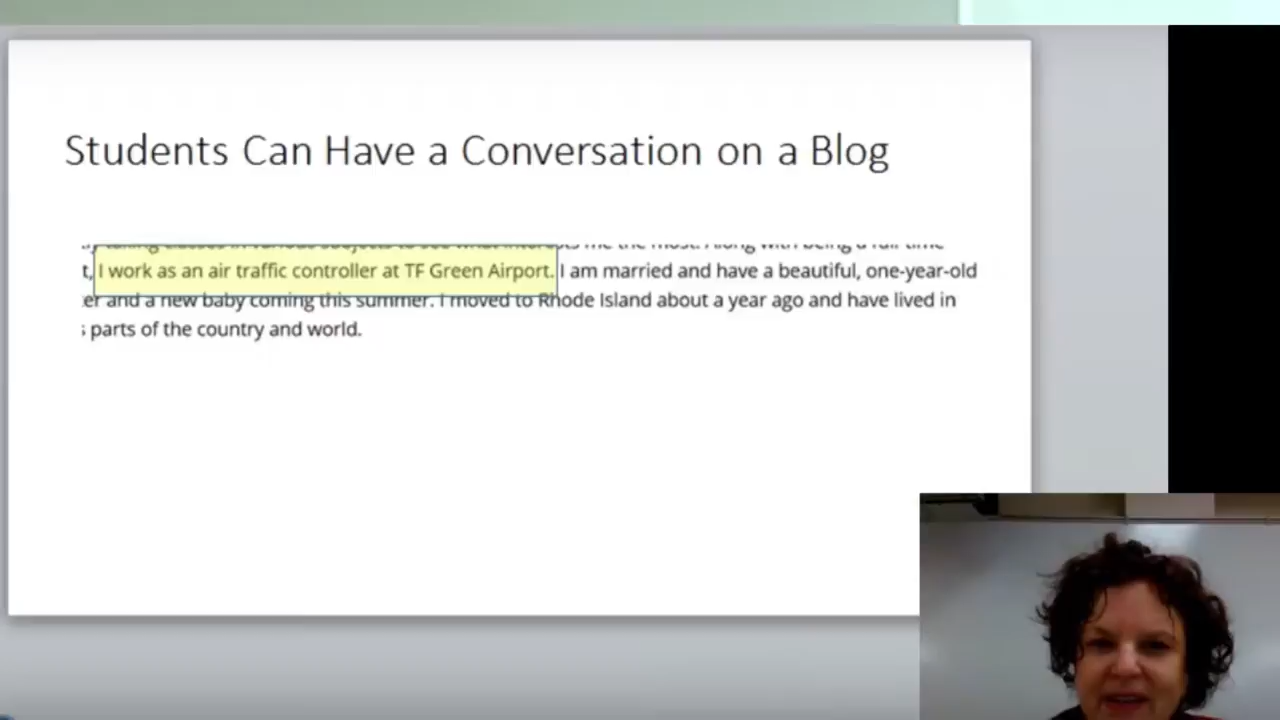 Students Can Have a Conversation on a Blog
taking classes in various subjects to see what interests me the most. Along with being a full time
t, I work as an air traffic controller at TF Green Airport. I am married and have a beautiful, one-year-old
er and a new baby coming this summer. I moved to Rhode Island about a year ago and have lived in
parts of the country and world.